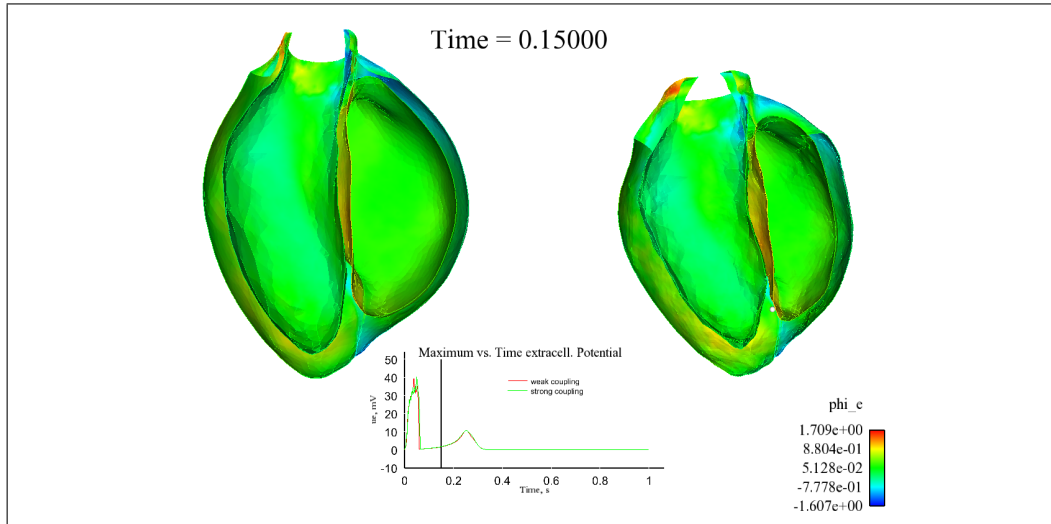 Time = 0.15000
Maximum vs. Time extracell. Potential
50
40
30
20
10
0
-10
ue, mV
weak coupling
strong coupling
0 0.2 0.4 0.6 0.8 1
Time, s
phi_e
1.709e+00
8.804e-01
5.128e-02
-7.778e-01
-1.607e+00